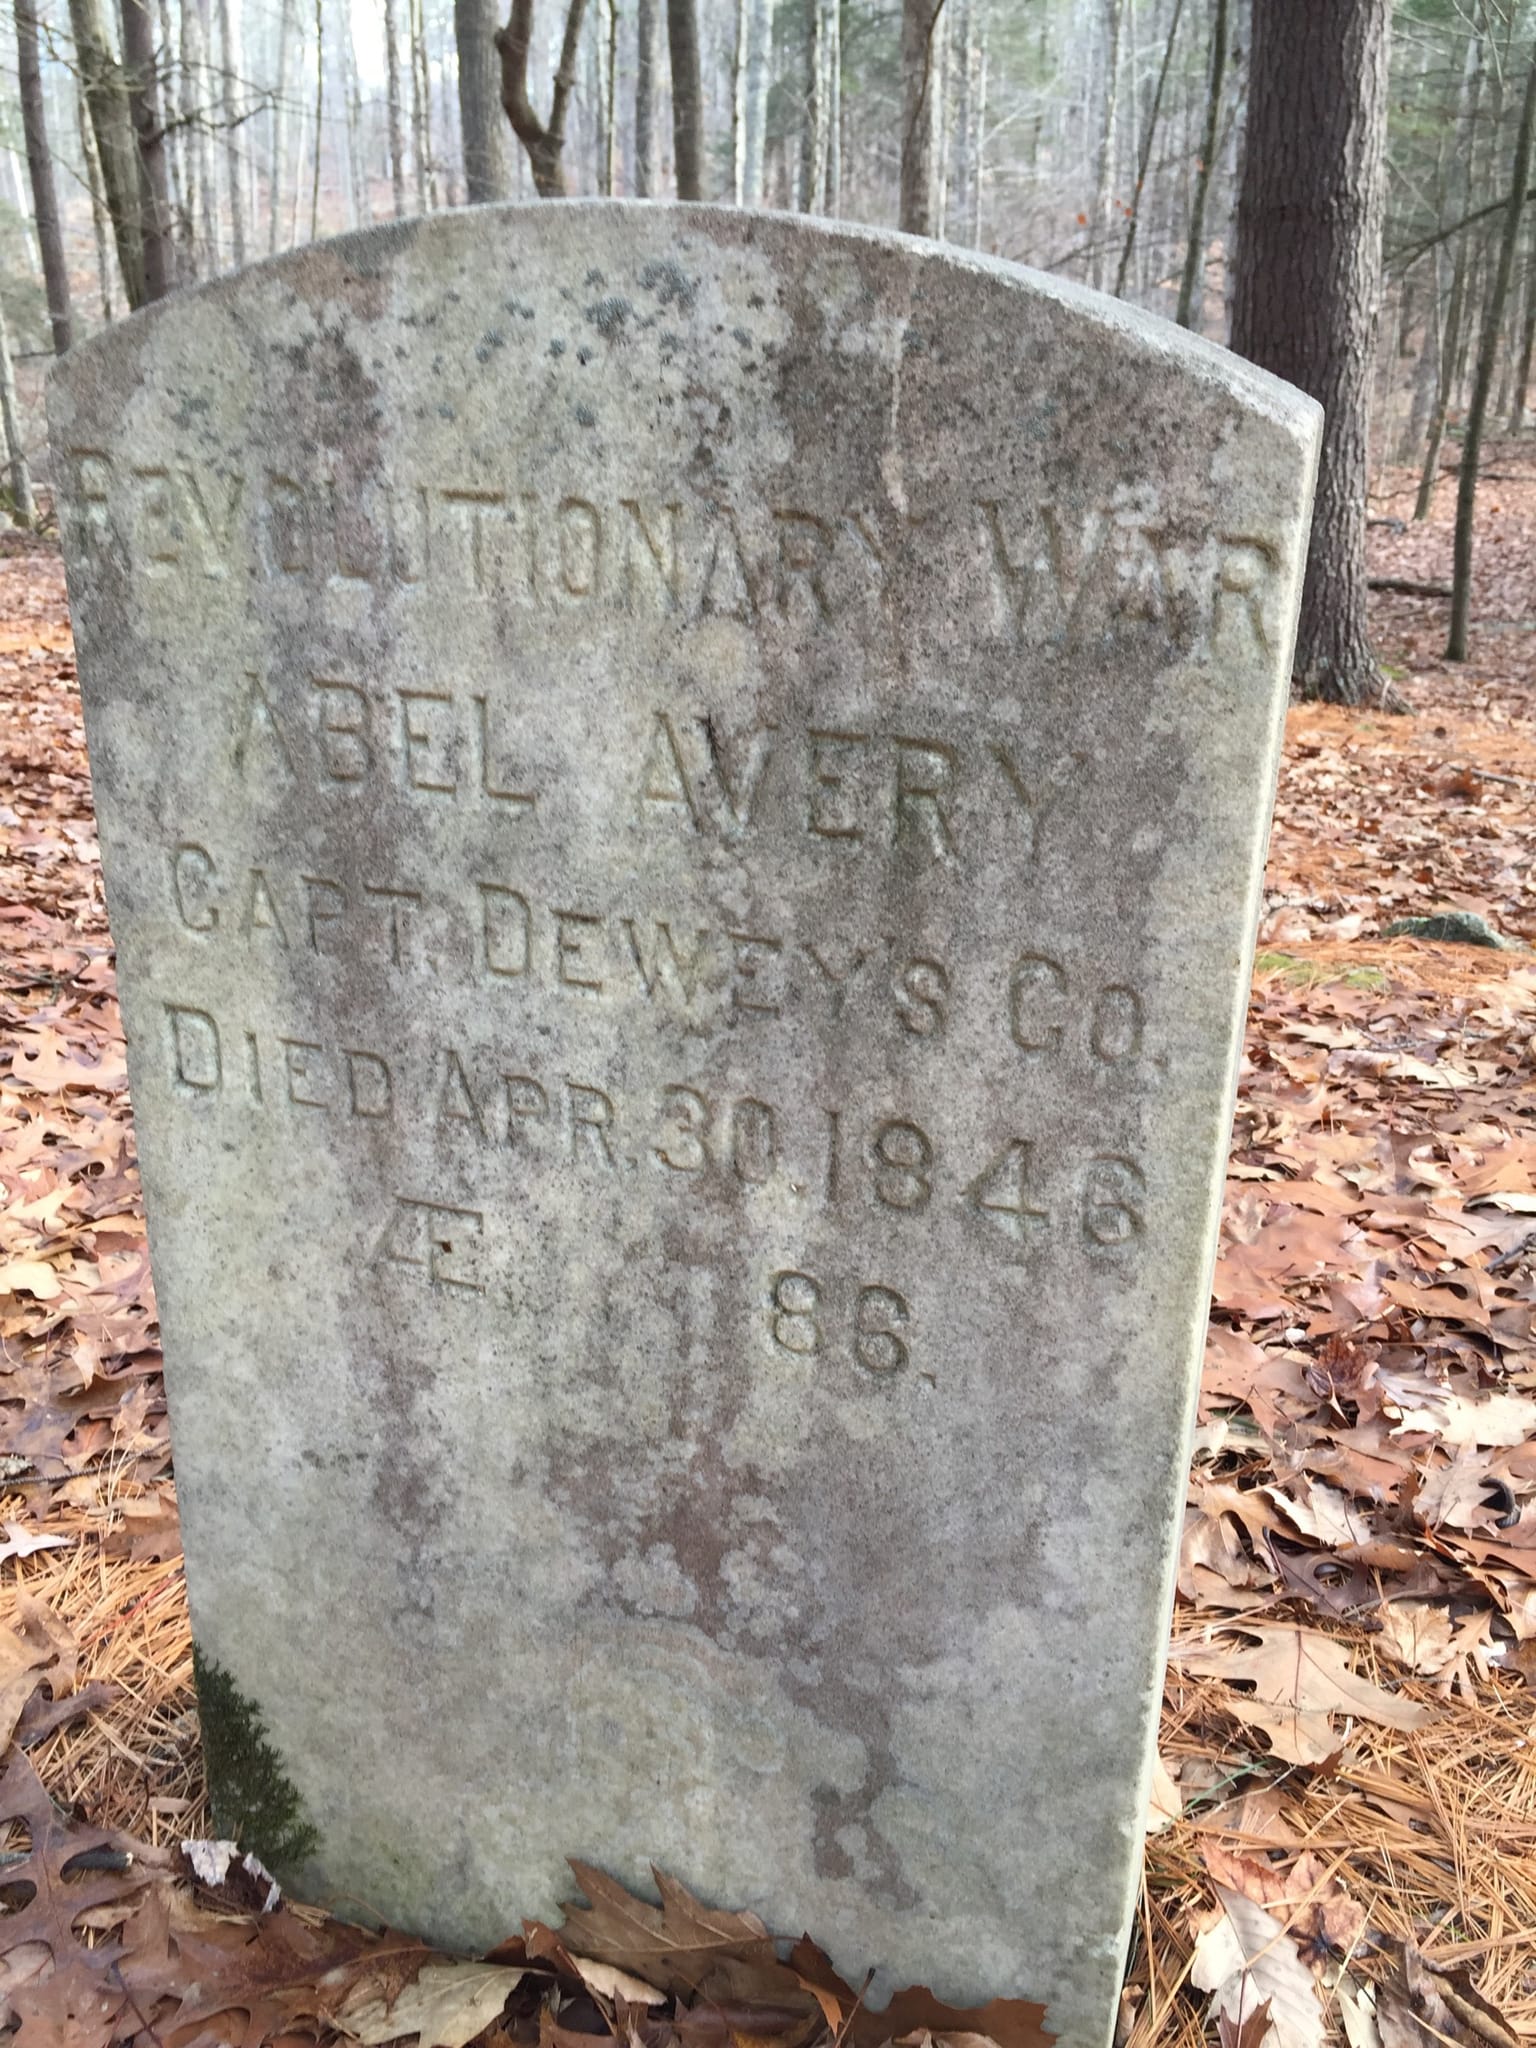 REVOLUTIONARY WAR
ABEL AVERY
CAPT. DEWEY'S CO.
DIED APR. 30. 1846
Æ 86.